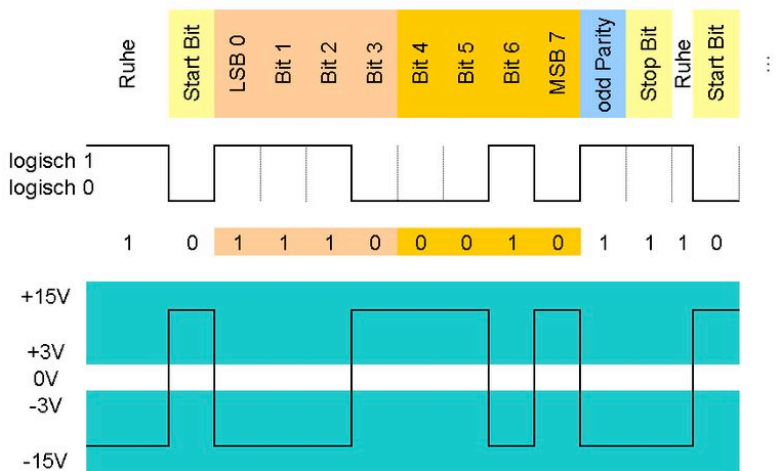 Ruhe Start Bit LSB 0 Bit 1 Bit 2 Bit 3 Bit 4 Bit 5 Bit 6 MSB 7 odd Parity Stop Bit Ruhe Start Bit ...
logisch 1
logisch 0
1 0 1 1 1 0 0 0 1 0 1 1 1 0
+15V
+3V
0V
-3V
-15V